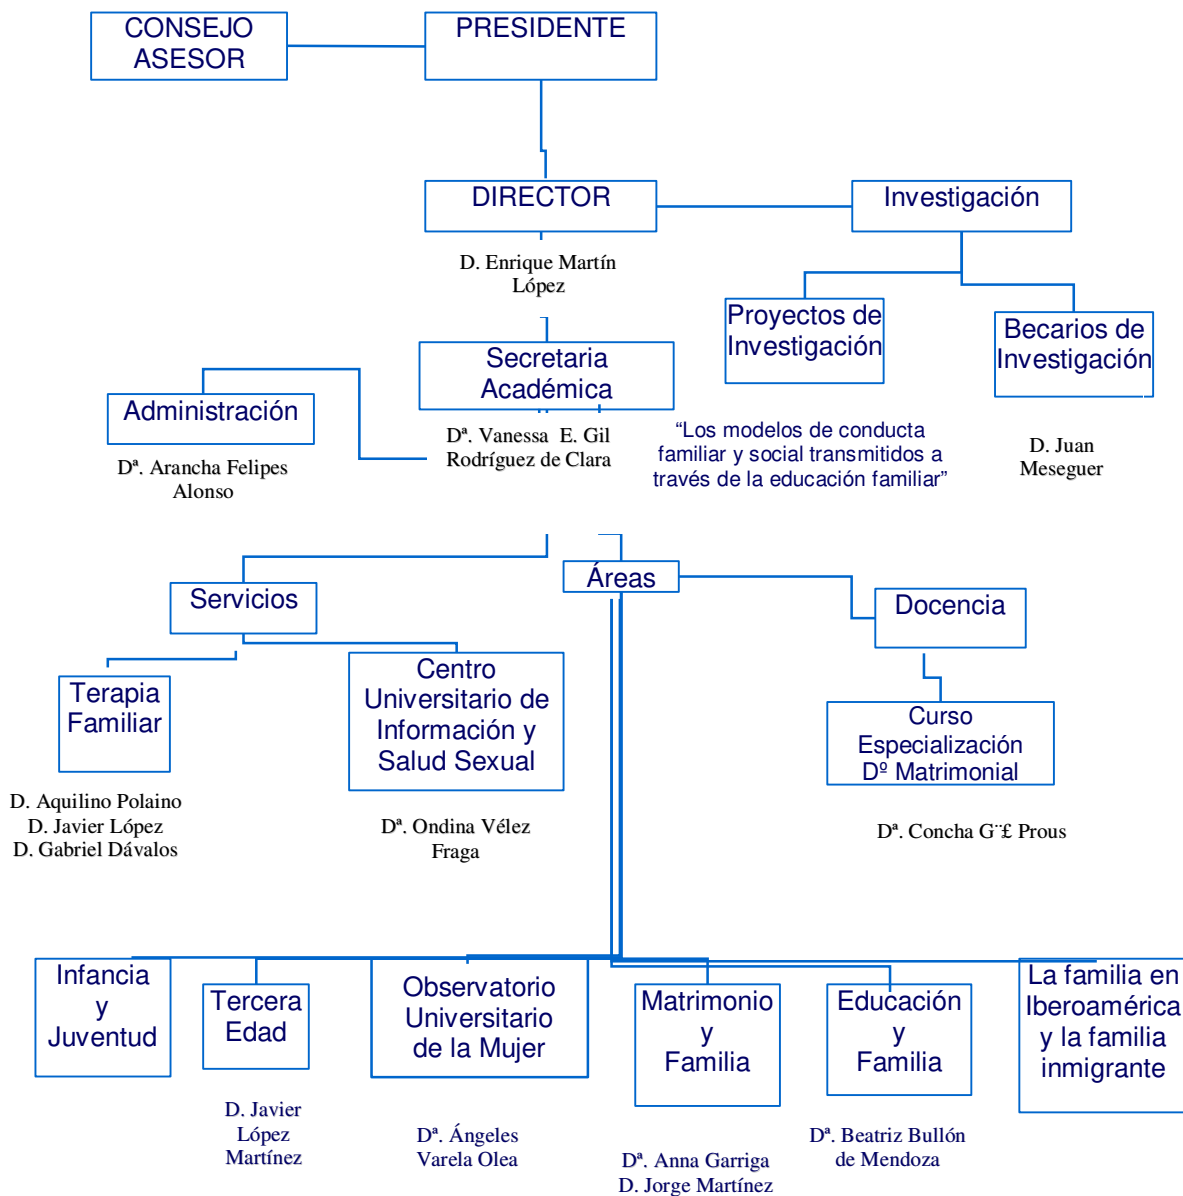 CONSEJO
ASESOR
PRESIDENTE
DIRECTOR
Investigación
D. Enrique Martín
López
Proyectos de
Investigación
Becarios de
Investigación
Secretaria
Académica
Administración
Dª. Vanessa E. Gil
Rodríguez de Clara
“Los modelos de conducta
familiar y social transmitidos a
través de la educación familiar”
D. Juan
Meseguer
Dª. Arancha Felipes
Alonso
Áreas
Servicios
Docencia
Terapia
Familiar
Centro
Universitario de
Información y
Salud Sexual
Curso
Especialización
Dº Matrimonial
D. Aquilino Polaino
D. Javier López
D. Gabriel Dávalos
Dª. Ondina Vélez
Fraga
Dª. Concha G¨£ Prous
Infancia
y
Juventud
Tercera
Edad
Observatorio
Universitario
de la Mujer
Matrimonio
y
Familia
Educación
y
Familia
La familia en
Iberoamérica
y la familia
inmigrante
D. Javier
López
Martínez
Dª. Ángeles
Varela Olea
Dª. Anna Garriga
D. Jorge Martínez
Dª. Beatriz Bullón
de Mendoza